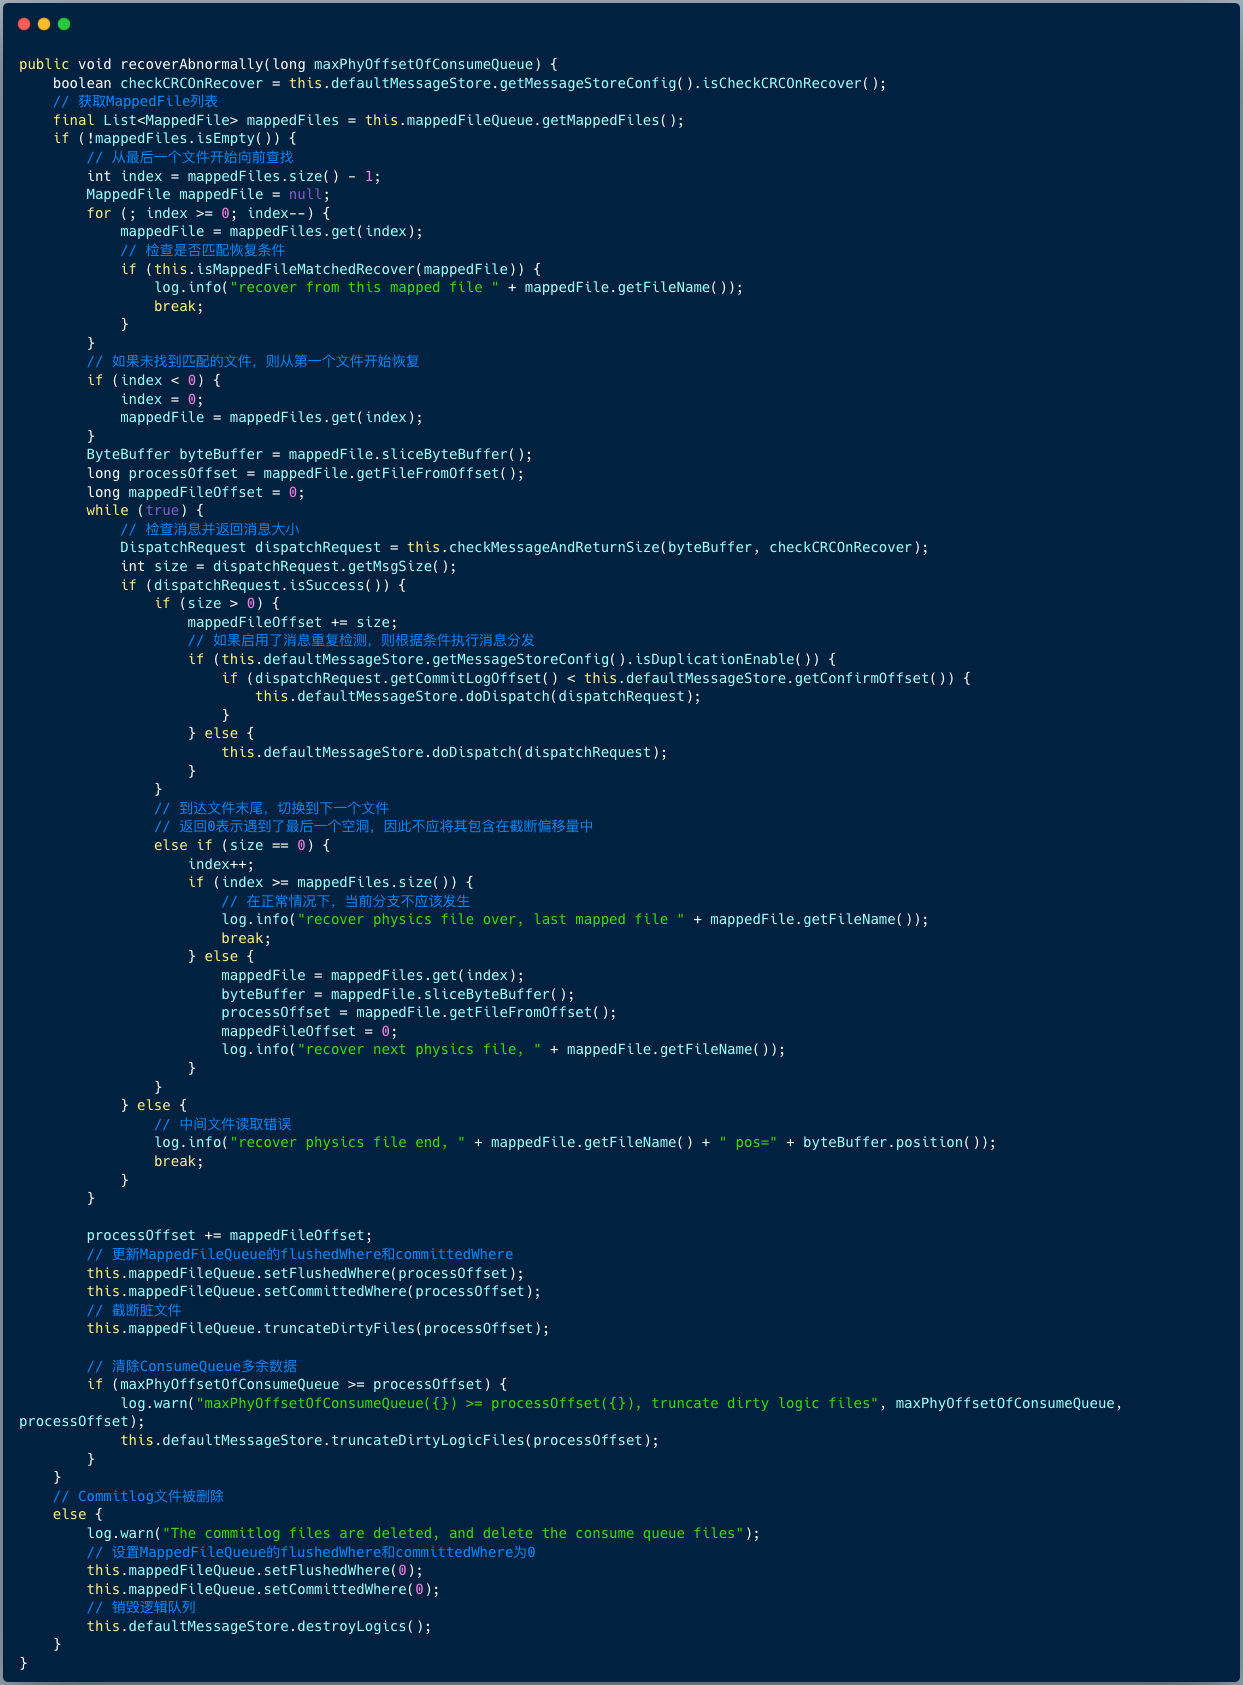 public void recoverAbnormally(long maxPhyOffsetOfConsumeQueue) {
    boolean checkCRCOnRecover = this.defaultMessageStore.getMessageStoreConfig().isCheckCRCOnRecover();
    // 获取MappedFile列表
    final List<MappedFile> mappedFiles = this.mappedFileQueue.getMappedFiles();
    if (!mappedFiles.isEmpty()) {
        // 从最后一个文件开始向前查找
        int index = mappedFiles.size() - 1;
        MappedFile mappedFile = null;
        for (; index >= 0; index--) {
            mappedFile = mappedFiles.get(index);
            // 检查是否匹配恢复条件
            if (this.isMappedFileMatchedRecover(mappedFile)) {
                log.info("recover from this mapped file " + mappedFile.getFileName());
                break;
            }
        }
        // 如果未找到匹配的文件，则从第一个文件开始恢复
        if (index < 0) {
            index = 0;
            mappedFile = mappedFiles.get(index);
        }
        ByteBuffer byteBuffer = mappedFile.sliceByteBuffer();
        long processOffset = mappedFile.getFileFromOffset();
        long mappedFileOffset = 0;
        while (true) {
            // 检查消息并返回消息大小
            DispatchRequest dispatchRequest = this.checkMessageAndReturnSize(byteBuffer, checkCRCOnRecover);
            int size = dispatchRequest.getMsgSize();
            if (dispatchRequest.isSuccess()) {
                if (size > 0) {
                    mappedFileOffset += size;
                    // 如果启用了消息重复检测，则根据条件执行消息分发
                    if (this.defaultMessageStore.getMessageStoreConfig().isDuplicationEnable()) {
                        if (dispatchRequest.getCommitLogOffset() < this.defaultMessageStore.getConfirmOffset()) {
                            this.defaultMessageStore.doDispatch(dispatchRequest);
                        }
                    } else {
                        this.defaultMessageStore.doDispatch(dispatchRequest);
                    }
                }
                // 到达文件末尾，切换到下一个文件
                // 返回0表示遇到了最后一个空洞，因此不应将其包含在截断偏移量中
                else if (size == 0) {
                    index++;
                    if (index >= mappedFiles.size()) {
                        // 在正常情况下，当前分支不应该发生
                        log.info("recover physics file over, last mapped file " + mappedFile.getFileName());
                        break;
                    } else {
                        mappedFile = mappedFiles.get(index);
                        byteBuffer = mappedFile.sliceByteBuffer();
                        processOffset = mappedFile.getFileFromOffset();
                        mappedFileOffset = 0;
                        log.info("recover next physics file, " + mappedFile.getFileName());
                    }
                }
            } else {
                // 中间文件读取错误
                log.info("recover physics file end, " + mappedFile.getFileName() + " pos=" + byteBuffer.position());
                break;
            }
        }

        processOffset += mappedFileOffset;
        // 更新MappedFileQueue的flushedWhere和committedWhere
        this.mappedFileQueue.setFlushedWhere(processOffset);
        this.mappedFileQueue.setCommittedWhere(processOffset);
        // 截断脏文件
        this.mappedFileQueue.truncateDirtyFiles(processOffset);

        // 清除ConsumeQueue多余数据
        if (maxPhyOffsetOfConsumeQueue >= processOffset) {
            log.warn("maxPhyOffsetOfConsumeQueue({}) >= processOffset({}), truncate dirty logic files", maxPhyOffsetOfConsumeQueue,
processOffset);
            this.defaultMessageStore.truncateDirtyLogicFiles(processOffset);
        }
    }
    // Commitlog文件被删除
    else {
        log.warn("The commitlog files are deleted, and delete the consume queue files");
        // 设置MappedFileQueue的flushedWhere和committedWhere为0
        this.mappedFileQueue.setFlushedWhere(0);
        this.mappedFileQueue.setCommittedWhere(0);
        // 销毁逻辑队列
        this.defaultMessageStore.destroyLogics();
    }
}